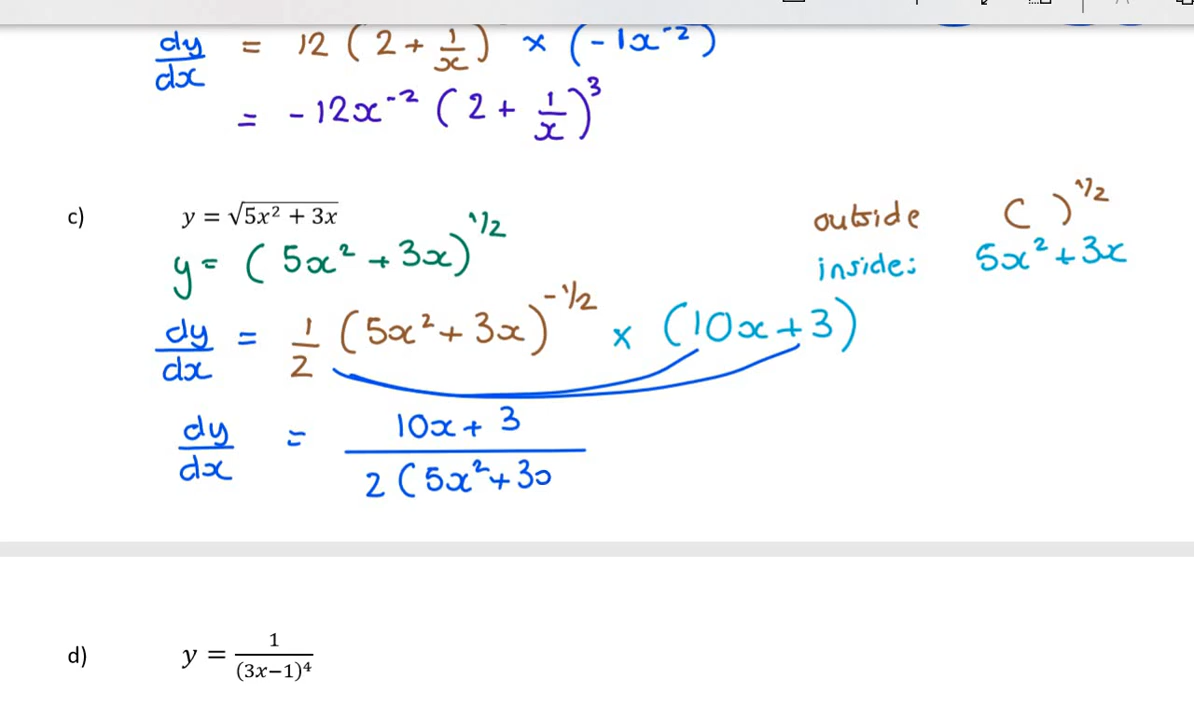 dy/dx = 12 ( 2 + 1/x ) × ( - 1x⁻² )
= - 12x⁻² ( 2 + 1/x )³
c) y = √5x² + 3x
outside ( )^1/2
y = ( 5x² + 3x )^1/2
inside: 5x² + 3x
dy/dx = 1/2 ( 5x² + 3x )^-1/2 × ( 10x + 3 )
dy/dx = 10x + 3 / 2 ( 5x² + 3
d) y = 1/(3x−1)⁴